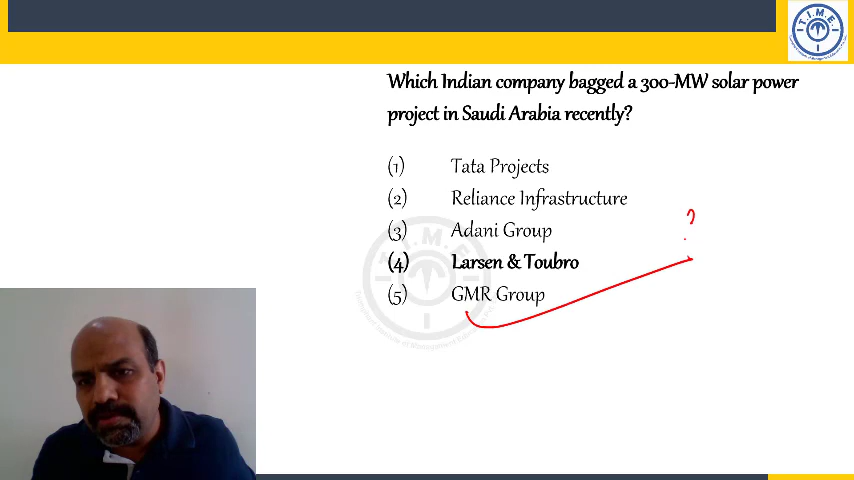 T.I.M.E.
Which Indian company bagged a 300-MW solar power
project in Saudi Arabia recently?
(1) Tata Projects
(2) Reliance Infrastructure
(3) Adani Group
(4) Larsen & Toubro
(5) GMR Group
?
T.I.M.E.